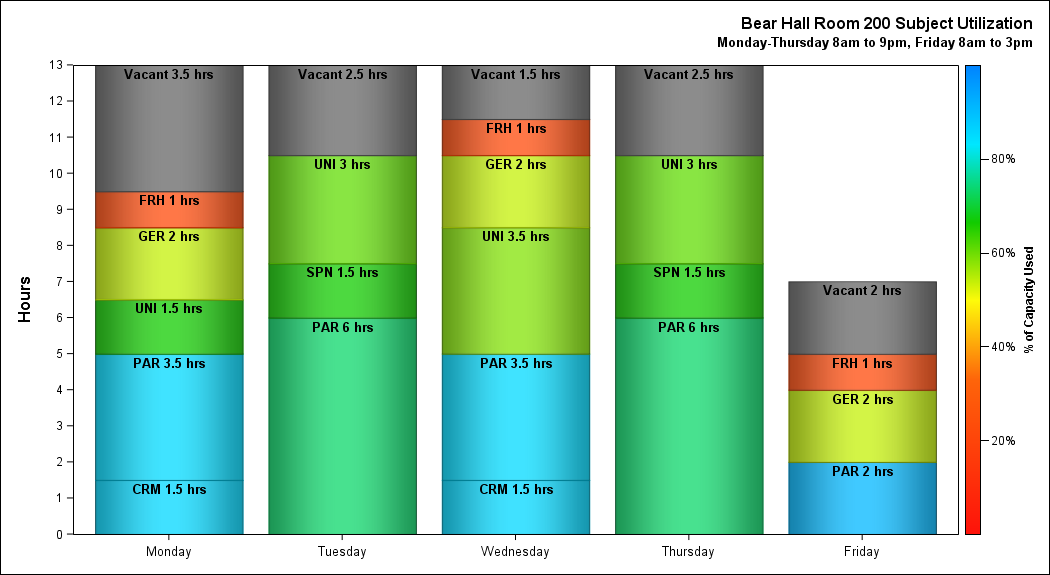 Bear Hall Room 200 Subject Utilization
Monday-Thursday 8am to 9pm, Friday 8am to 3pm
Hours
13
12
11
10
9
8
7
6
5
4
3
2
1
0
Vacant 3.5 hrs
FRH 1 hrs
GER 2 hrs
UNI 1.5 hrs
PAR 3.5 hrs
CRM 1.5 hrs
Monday
Vacant 2.5 hrs
UNI 3 hrs
SPN 1.5 hrs
PAR 6 hrs
Tuesday
Vacant 1.5 hrs
FRH 1 hrs
GER 2 hrs
UNI 3.5 hrs
PAR 3.5 hrs
CRM 1.5 hrs
Wednesday
Vacant 2.5 hrs
UNI 3 hrs
SPN 1.5 hrs
PAR 6 hrs
Thursday
Vacant 2 hrs
FRH 1 hrs
GER 2 hrs
PAR 2 hrs
Friday
80%
60%
40%
20%
% of Capacity Used